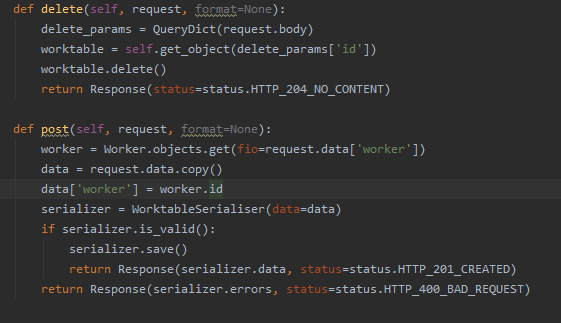 def delete(self, request, format=None):
    delete_params = QueryDict(request.body)
    worktable = self.get_object(delete_params['id'])
    worktable.delete()
    return Response(status=status.HTTP_204_NO_CONTENT)

def post(self, request, format=None):
    worker = Worker.objects.get(fio=request.data['worker'])
    data = request.data.copy()
    data['worker'] = worker.id
    serializer = WorktableSerialiser(data=data)
    if serializer.is_valid():
        serializer.save()
        return Response(serializer.data, status=status.HTTP_201_CREATED)
    return Response(serializer.errors, status=status.HTTP_400_BAD_REQUEST)